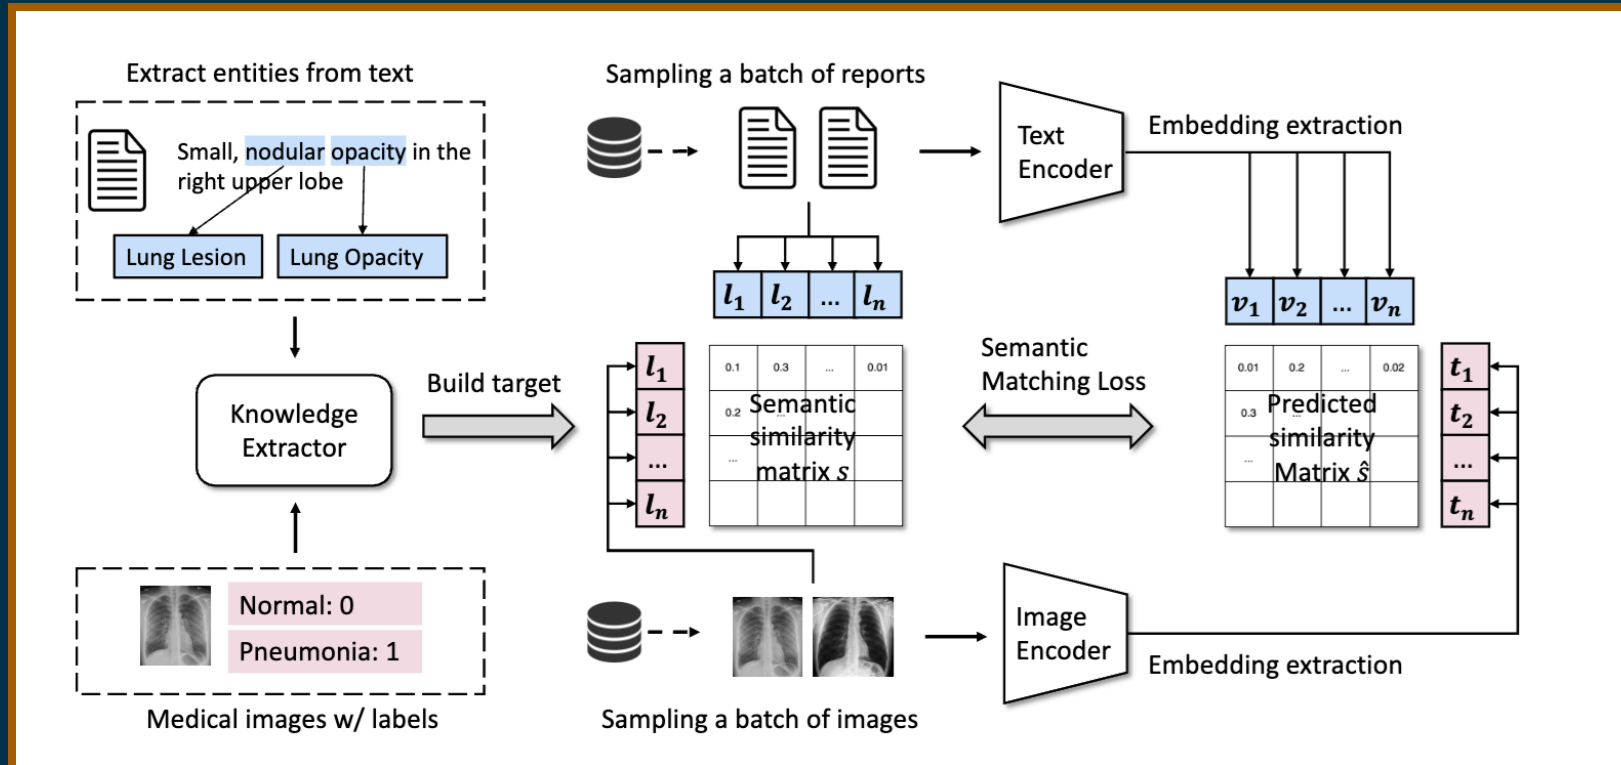 Extract entities from text
Small, nodular opacity in the
right upper lobe
Lung Lesion
Lung Opacity
Knowledge
Extractor
Normal: 0
Pneumonia: 1
Medical images w/ labels
Build target
Sampling a batch of reports
l₁ l₂ ... lₙ
l₁
l₂
...
lₙ
0.1 0.3 ... 0.01
0.2 ...
...
Semantic
similarity
matrix s
Sampling a batch of images
Text
Encoder
Embedding extraction
Semantic
Matching Loss
v₁ v₂ ... vₙ
0.01 0.2 ... 0.02
0.3
...
Predicted
similarity
Matrix ŝ
t₁
t₂
...
tₙ
Image
Encoder
Embedding extraction